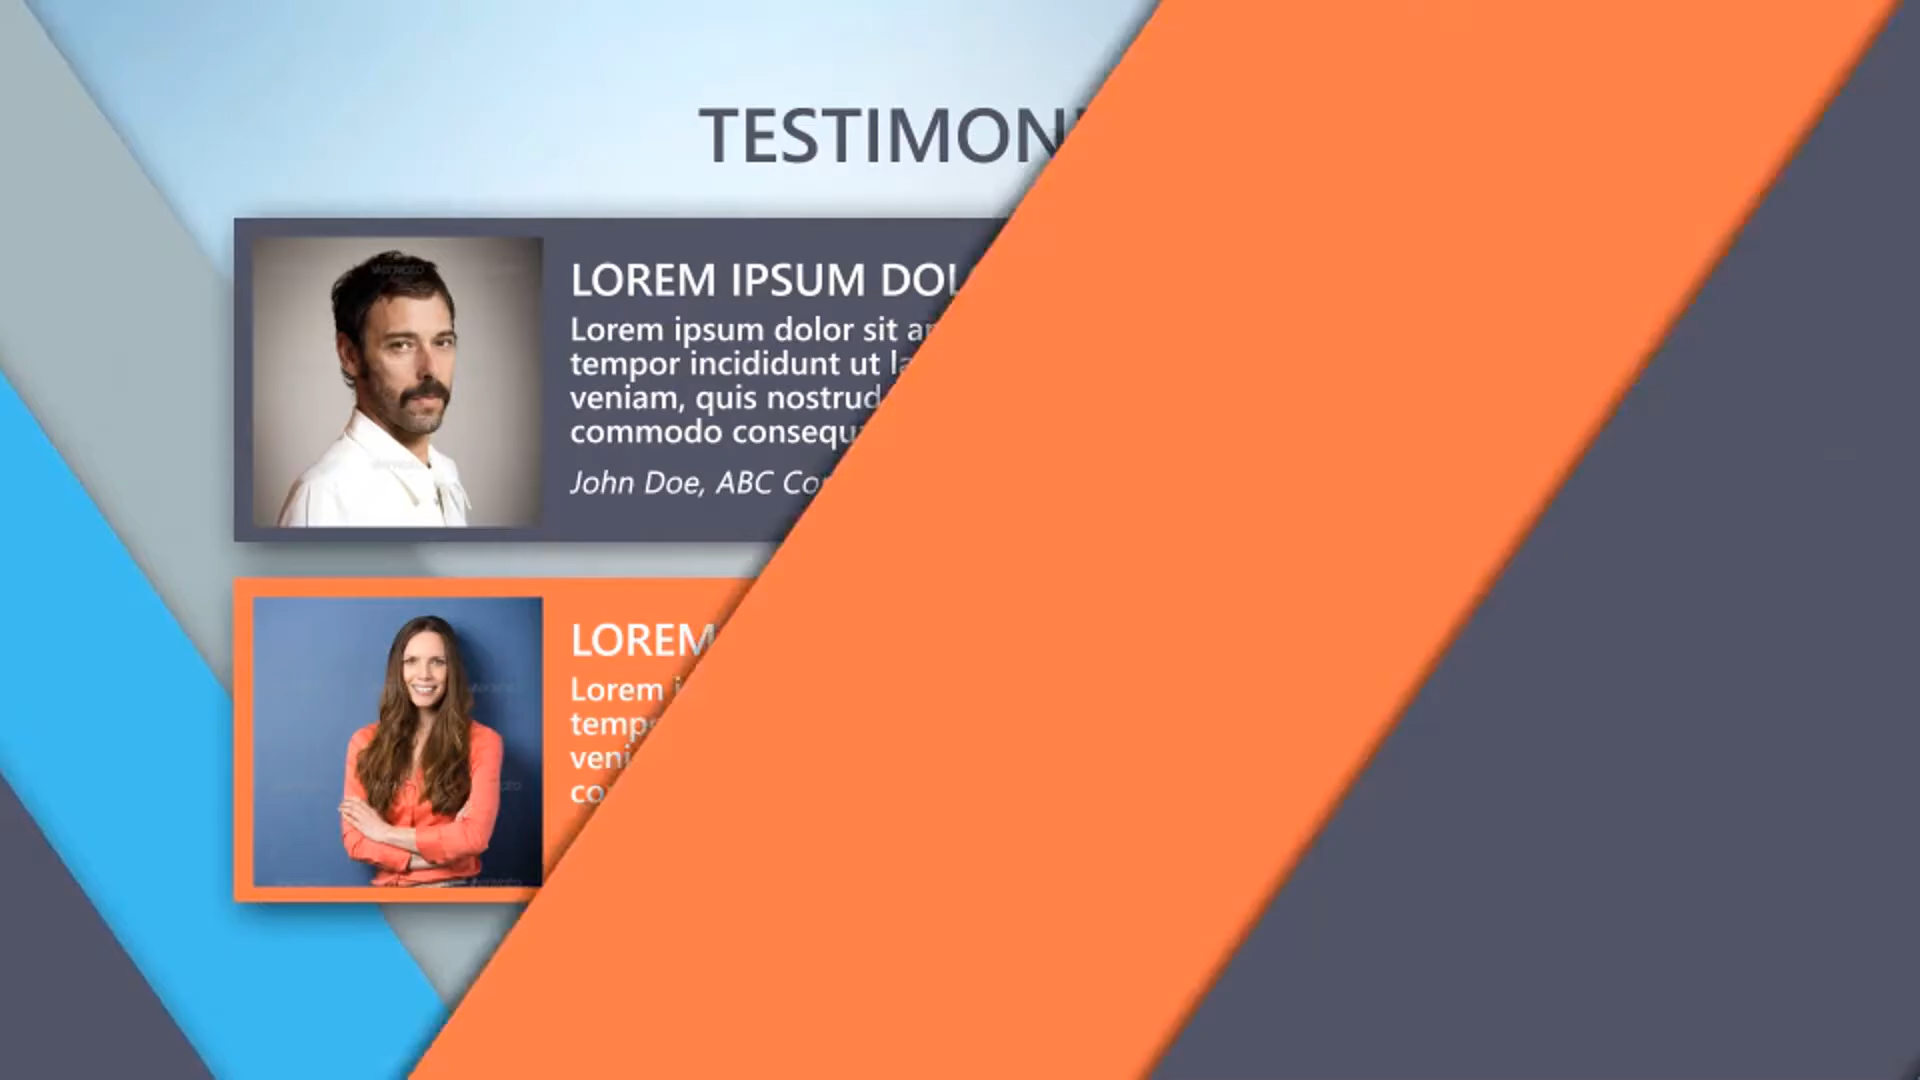 TESTIMON
LOREM IPSUM DOL
Lorem ipsum dolor sit
tempor incididunt ut
veniam, quis nostrud
commodo consequ
John Doe, ABC Co
LOREM
Lorem
temp
veni
co